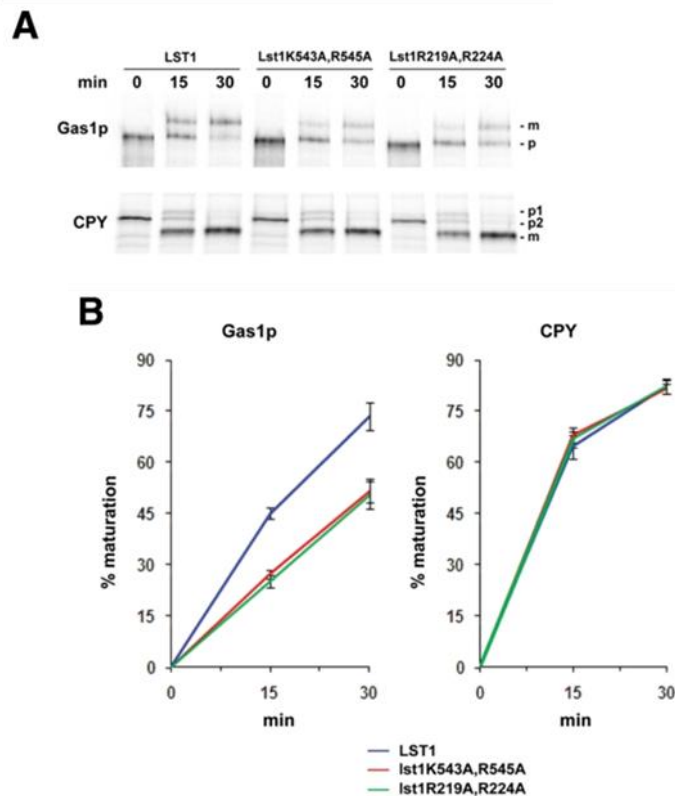 A
LST1 Lst1K543A,R545A Lst1R219A,R224A
min 0 15 30 0 15 30 0 15 30
Gas1p
- m
- p
CPY
- p1
- p2
- m
B
Gas1p
% maturation
90
75
60
45
30
15
0
0 15 30
min
CPY
% maturation
90
75
60
45
30
15
0
0 15 30
min
LST1
lst1K543A,R545A
lst1R219A,R224A